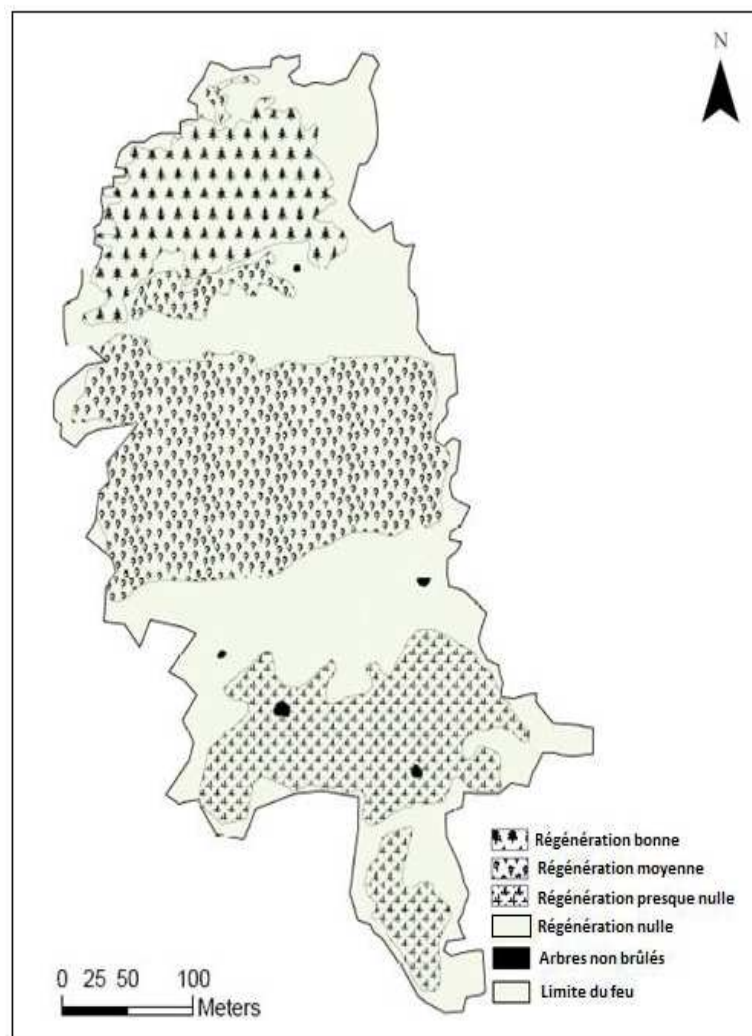 N
Régénération bonne
Régénération moyenne
Régénération presque nulle
Régénération nulle
Arbres non brûlés
Limite du feu
0 25 50 100
Meters